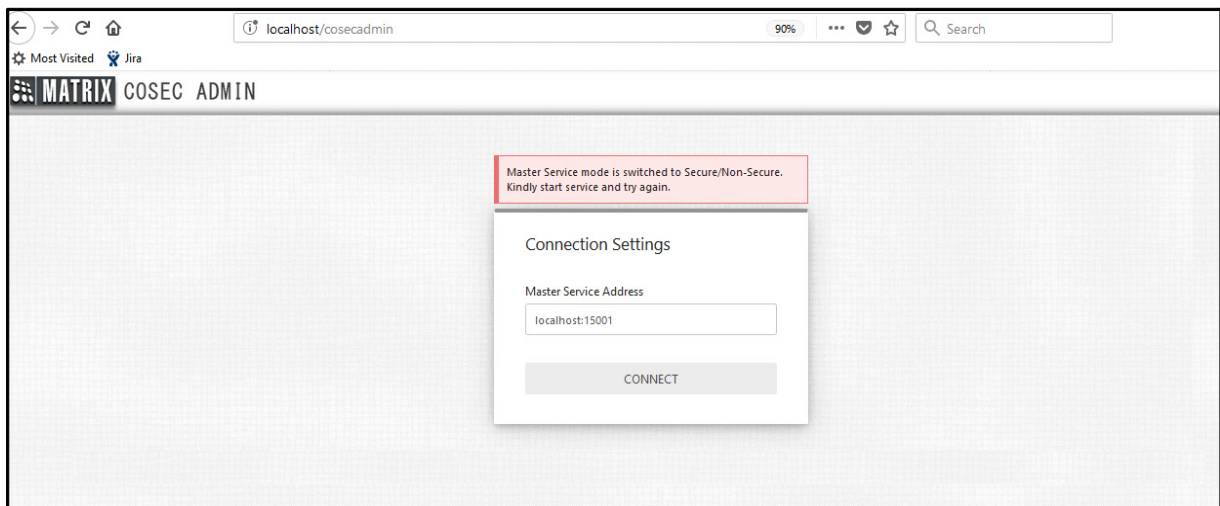 localhost/cosecadmin
90%
Search
Most Visited Jira
MATRIX COSEC ADMIN
Master Service mode is switched to Secure/Non-Secure.
Kindly start service and try again.
Connection Settings
Master Service Address
localhost:15001
CONNECT